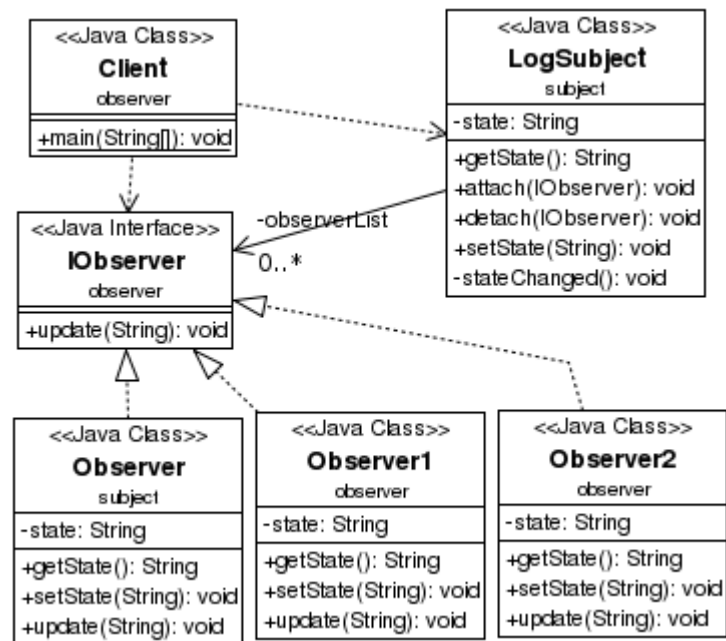 <<Java Class>>
Client
observer
+main(String[]): void
<<Java Class>>
LogSubject
subject
-state: String
+getState(): String
+attach(IObserver): void
+detach(IObserver): void
+setState(String): void
-stateChanged(): void
-observerList
0..*
<<Java Interface>>
IObserver
observer
+update(String): void
<<Java Class>>
Observer
subject
-state: String
+getState(): String
+setState(String): void
+update(String): void
<<Java Class>>
Observer1
observer
-state: String
+getState(): String
+setState(String): void
+update(String): void
<<Java Class>>
Observer2
observer
-state: String
+getState(): String
+setState(String): void
+update(String): void